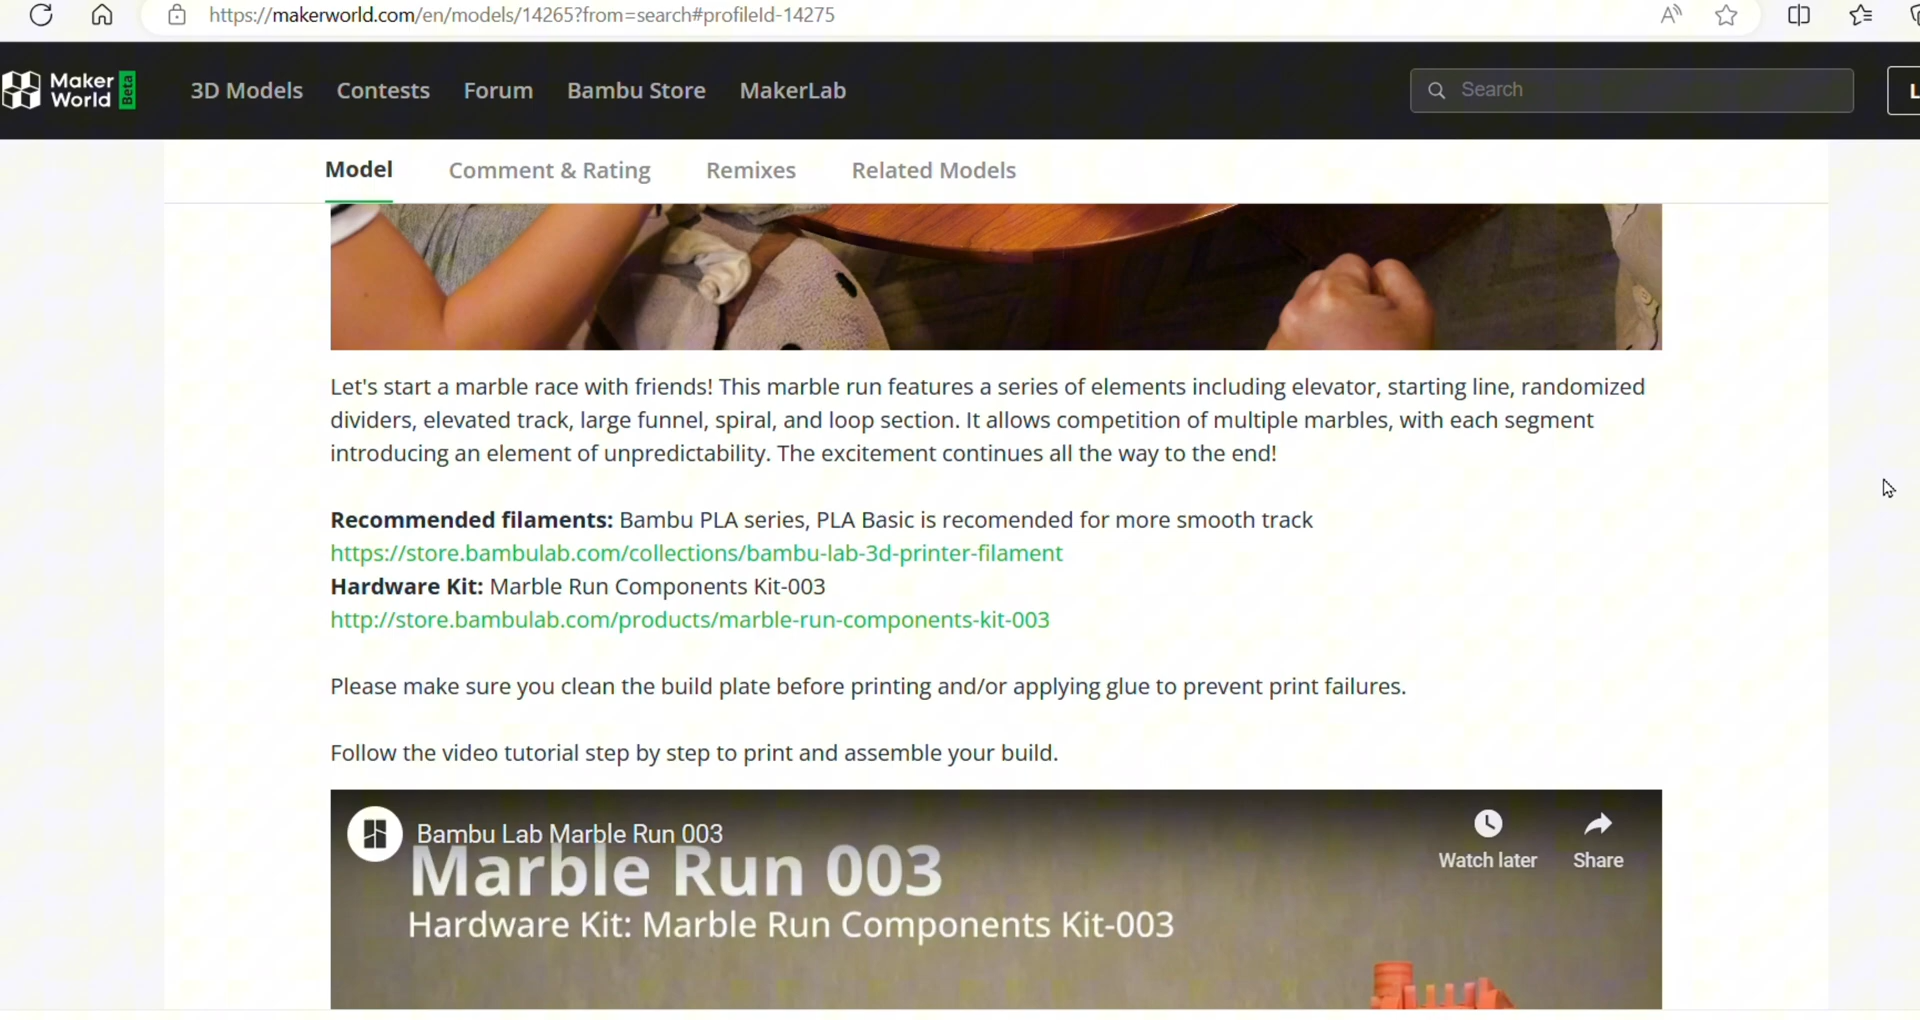 https://makerworld.com/en/models/14265?from=search#profileId-14275
Maker World Beta
3D Models Contests Forum Bambu Store MakerLab
Search
Model Comment & Rating Remixes Related Models
Let's start a marble race with friends! This marble run features a series of elements including elevator, starting line, randomized
dividers, elevated track, large funnel, spiral, and loop section. It allows competition of multiple marbles, with each segment
introducing an element of unpredictability. The excitement continues all the way to the end!
Recommended filaments: Bambu PLA series, PLA Basic is recomended for more smooth track
https://store.bambulab.com/collections/bambu-lab-3d-printer-filament
Hardware Kit: Marble Run Components Kit-003
http://store.bambulab.com/products/marble-run-components-kit-003
Please make sure you clean the build plate before printing and/or applying glue to prevent print failures.
Follow the video tutorial step by step to print and assemble your build.
Bambu Lab Marble Run 003
Watch later Share
Marble Run 003
Hardware Kit: Marble Run Components Kit-003